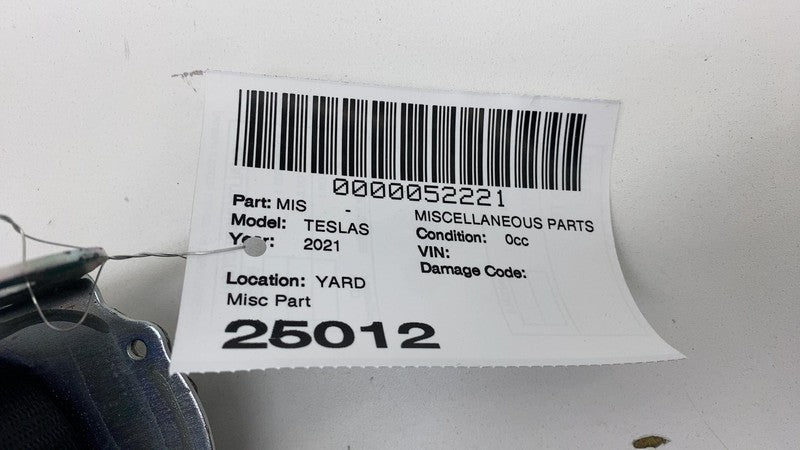 0000052221
Part: MIS - MISCELLANEOUS PARTS
Model: TESLAS Condition: 0cc
Year: 2021 VIN:
Damage Code:
Location: YARD
Misc Part
25012